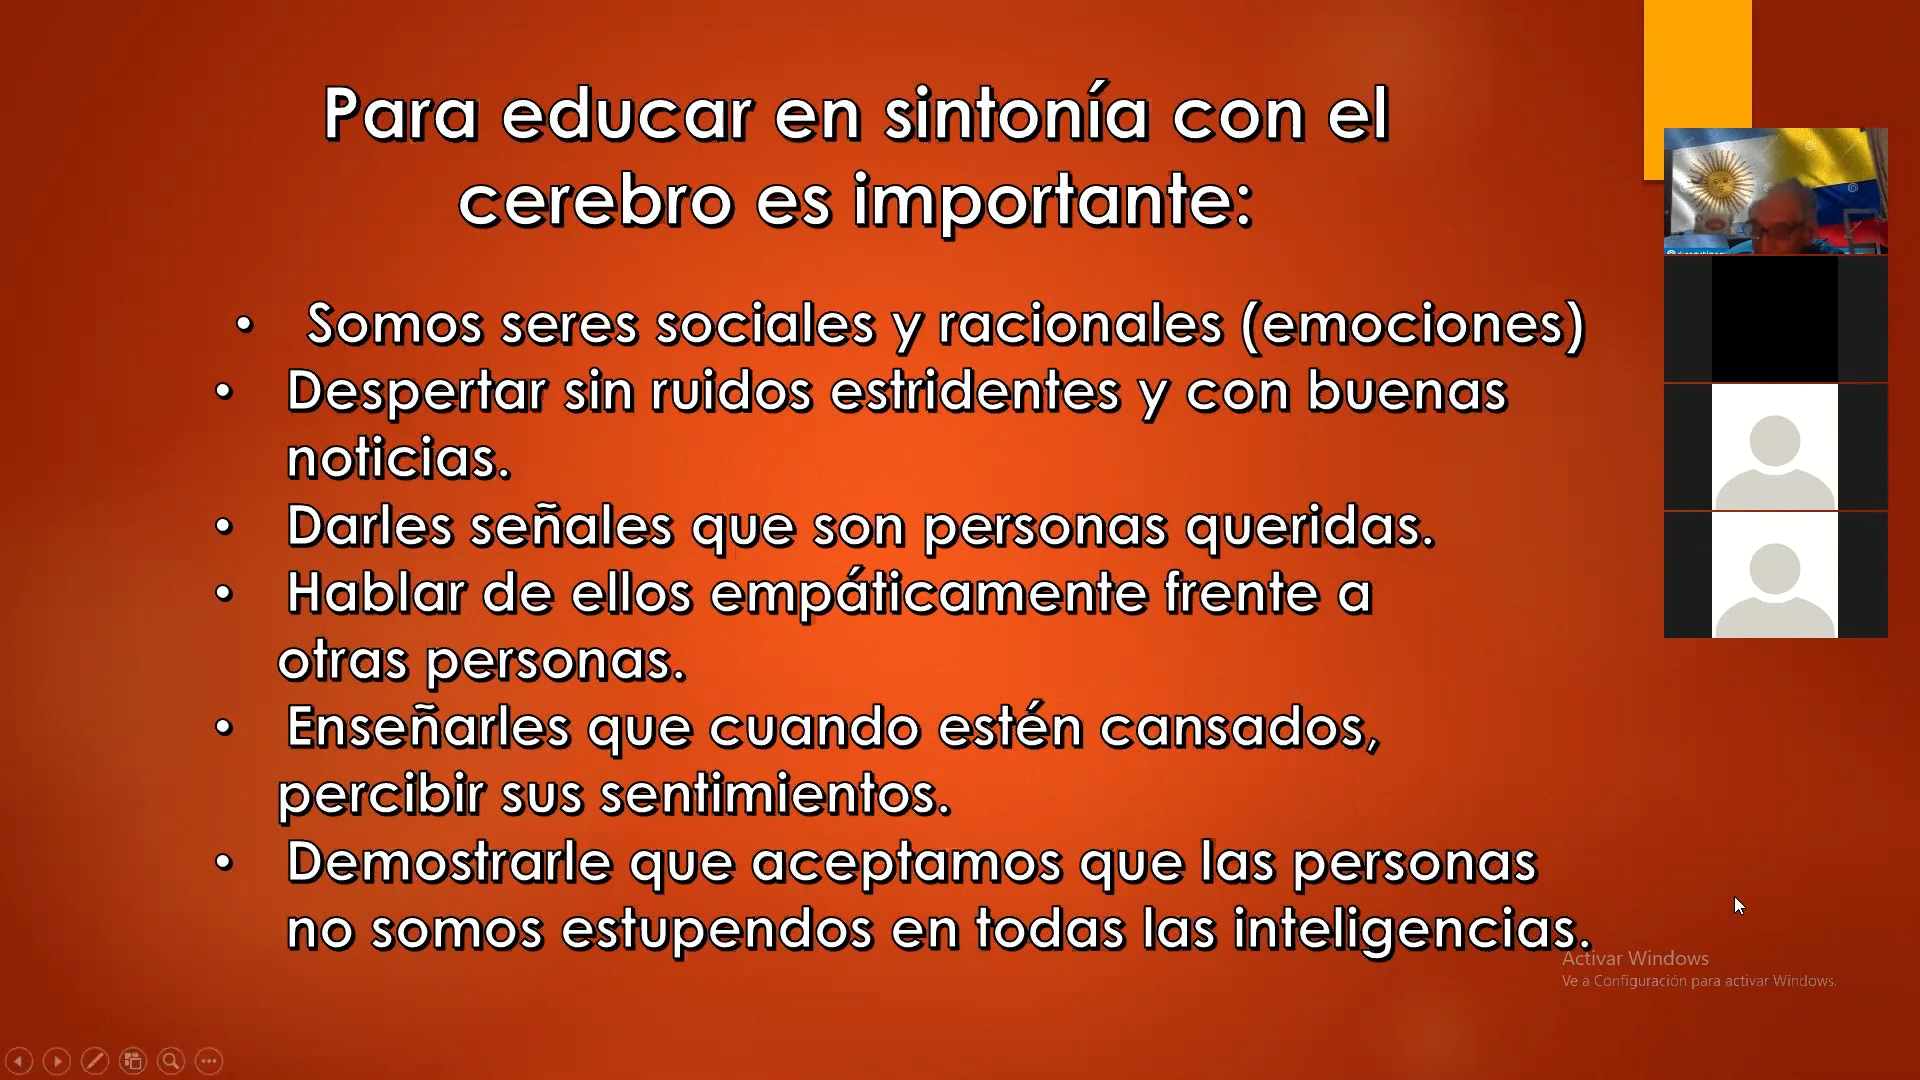 Para educar en sintonía con el
cerebro es importante:
• Somos seres sociales y racionales (emociones)
• Despertar sin ruidos estridentes y con buenas
noticias.
• Darles señales que son personas queridas.
• Hablar de ellos empáticamente frente a
otras personas.
• Enseñarles que cuando estén cansados,
percibir sus sentimientos.
• Demostrarle que aceptamos que las personas
no somos estupendos en todas las inteligencias.
Activar Windows
Ve a Configuración para activar Windows.